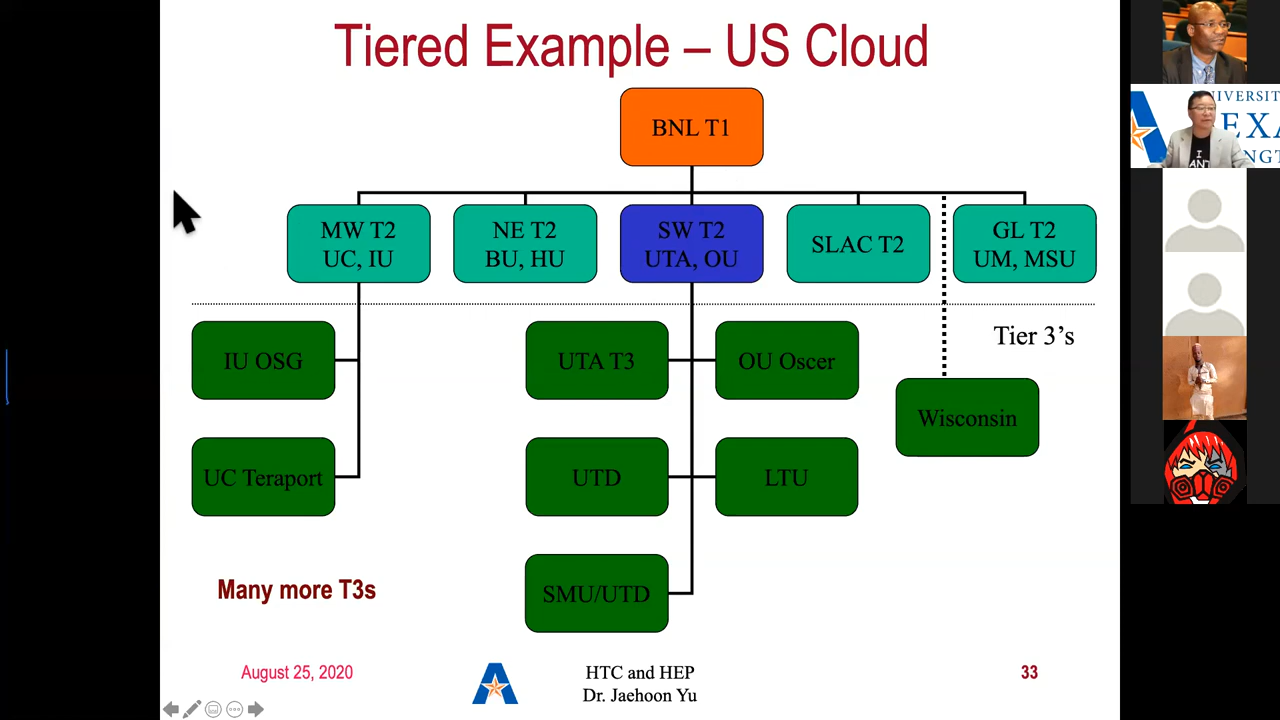 Tiered Example – US Cloud
BNL T1
MW T2
UC, IU
NE T2
BU, HU
SW T2
UTA, OU
SLAC T2
GL T2
UM, MSU
Tier 3’s
IU OSG
UTA T3
OU Oscer
Wisconsin
UC Teraport
UTD
LTU
SMU/UTD
Many more T3s
August 25, 2020
HTC and HEP
Dr. Jaehoon Yu
33